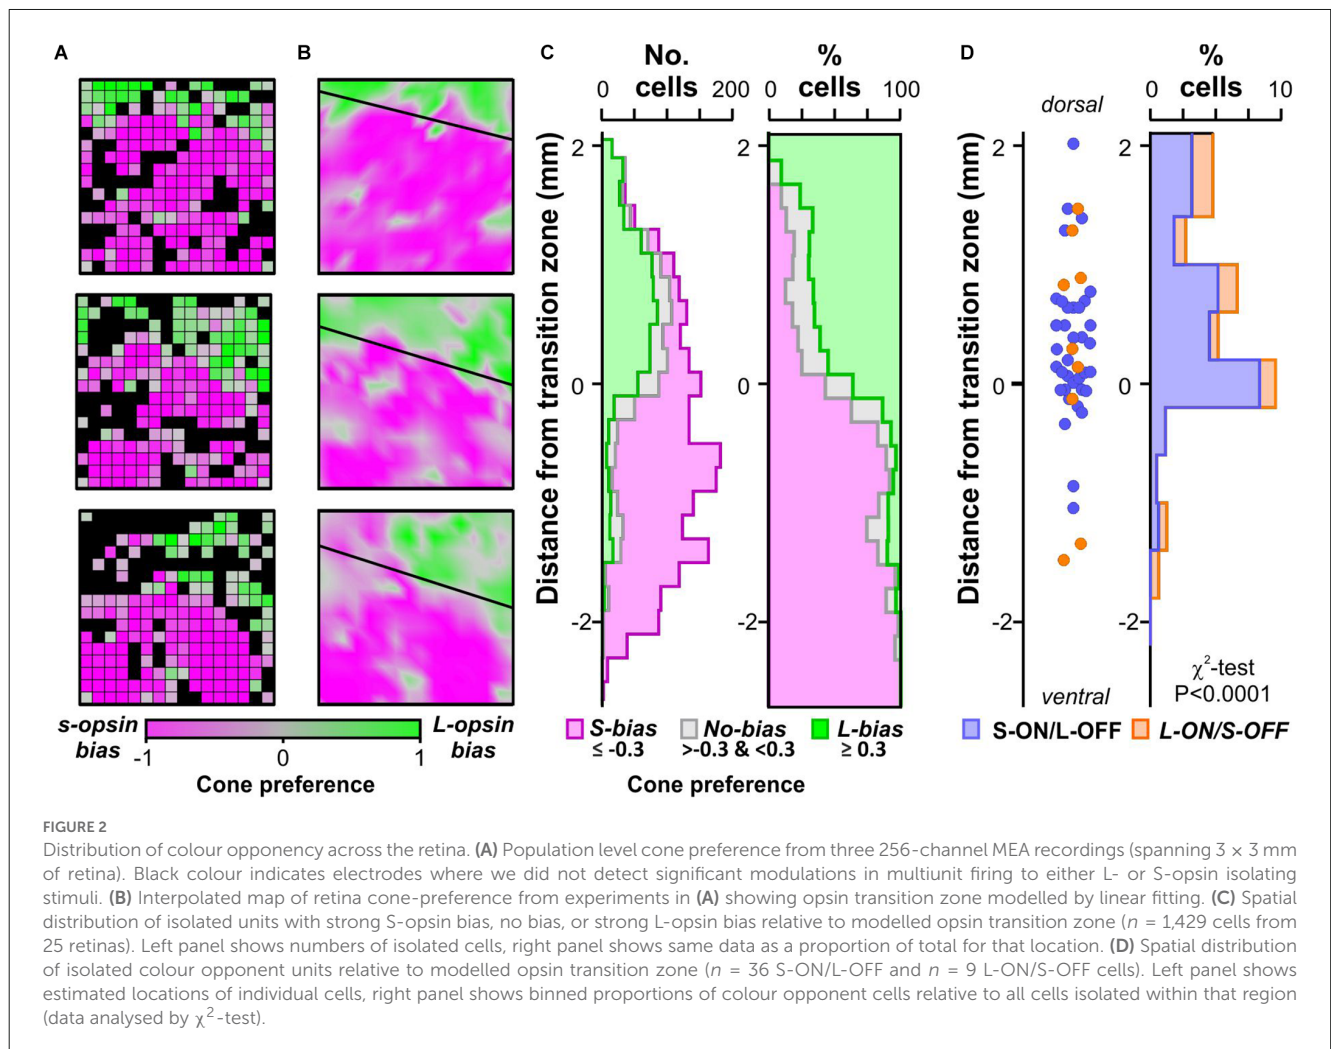 A
B
C
D
No.
cells
0
200
%
cells
0
100
dorsal
%
cells
0
10
Distance from transition zone (mm)
2
0
-2
2
0
-2
Distance from transition zone (mm)
2
0
-2
2
0
-2
χ²-test
P<0.0001
ventral
s-opsin
bias
-1
0
1
L-opsin
bias
Cone preference
S-bias
≤ -0.3
No-bias
>-0.3 & <0.3
L-bias
≥ 0.3
Cone preference
S-ON/L-OFF
L-ON/S-OFF
FIGURE 2
Distribution of colour opponency across the retina. (A) Population level cone preference from three 256-channel MEA recordings (spanning 3 × 3 mm
of retina). Black colour indicates electrodes where we did not detect significant modulations in multiunit firing to either L- or S-opsin isolating
stimuli. (B) Interpolated map of retina cone-preference from experiments in (A) showing opsin transition zone modelled by linear fitting. (C) Spatial
distribution of isolated units with strong S-opsin bias, no bias, or strong L-opsin bias relative to modelled opsin transition zone (n = 1,429 cells from
25 retinas). Left panel shows numbers of isolated cells, right panel shows same data as a proportion of total for that location. (D) Spatial distribution
of isolated colour opponent units relative to modelled opsin transition zone (n = 36 S-ON/L-OFF and n = 9 L-ON/S-OFF cells). Left panel shows
estimated locations of individual cells, right panel shows binned proportions of colour opponent cells relative to all cells isolated within that region
(data analysed by χ²-test).